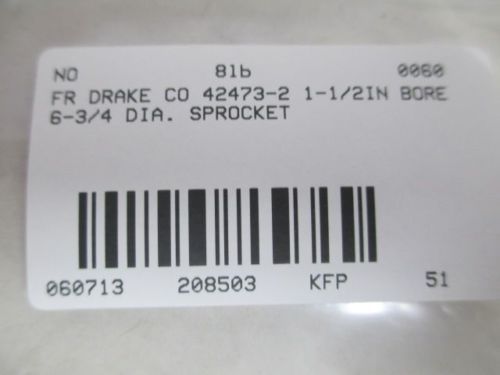 NO 8lb 0060
FR DRAKE CO 42473-2 1-1/2IN BORE
6-3/4 DIA. SPROCKET
060713 208503 KFP 51